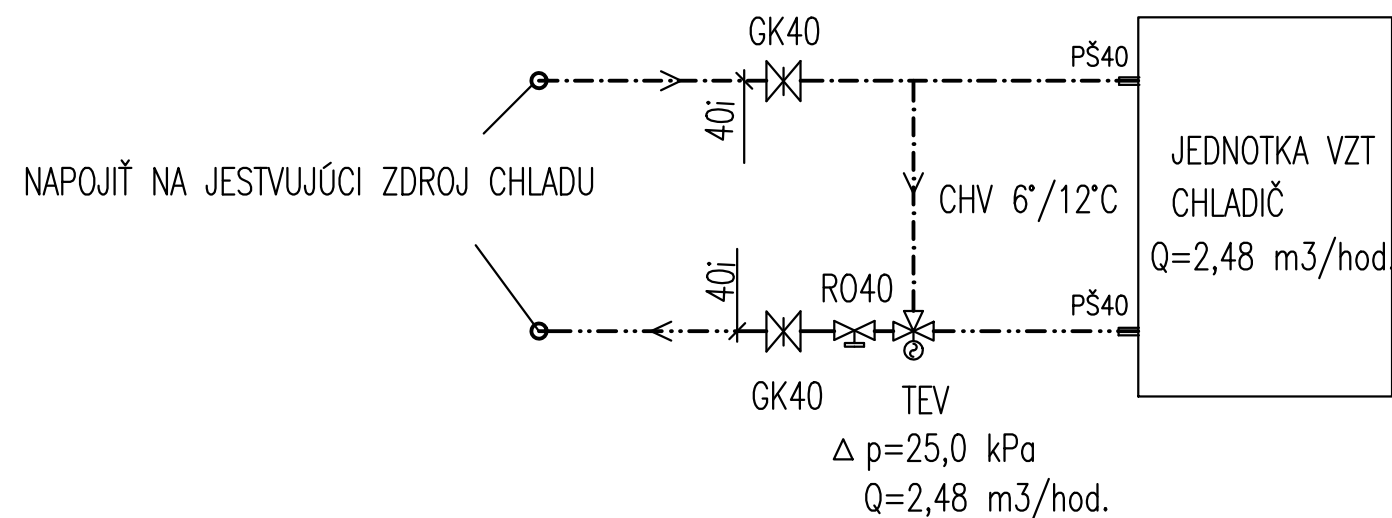 GK40
PŠ40
40i
NAPOJIŤ NA JESTVUJÚCI ZDROJ CHLADU
JEDNOTKA VZT
CHLADIČ
Q=2,48 m3/hod.
CHV 6°/12°C
40i
RO40
PŠ40
GK40
TEV
Δ p=25,0 kPa
Q=2,48 m3/hod.